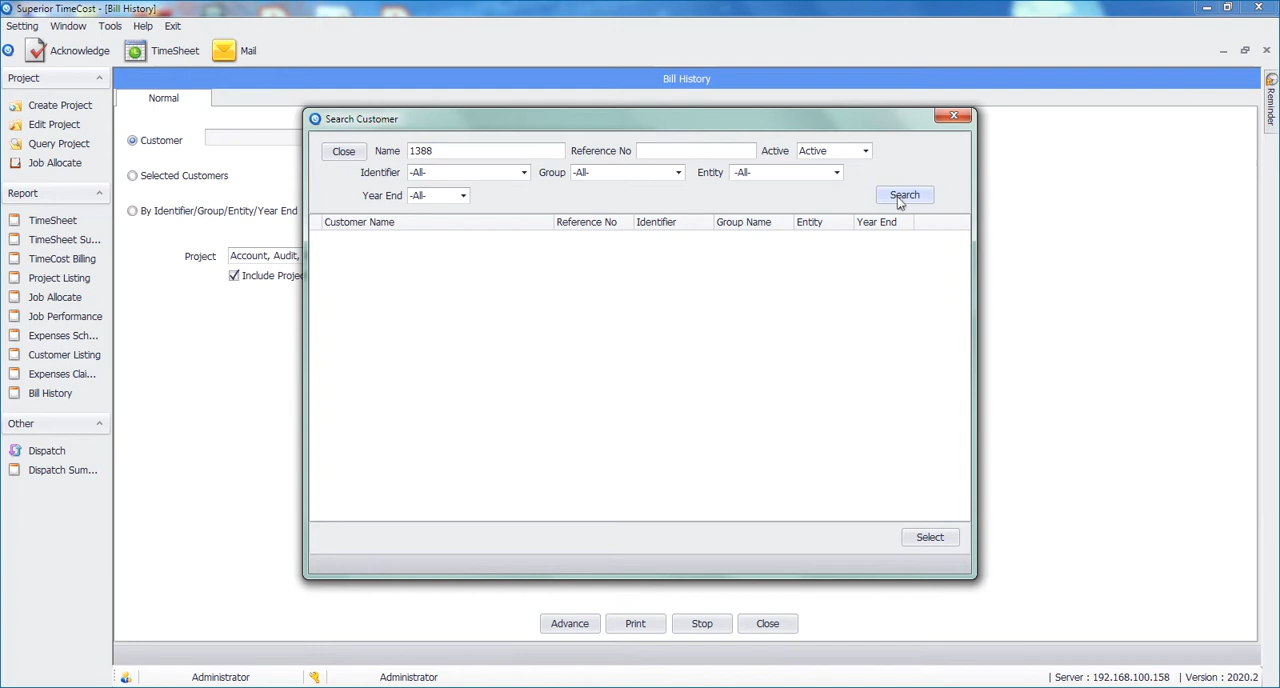 Superior TimeCost - [Bill History]
Setting Window Tools Help Exit
Acknowledge TimeSheet Mail
Project
Create Project
Edit Project
Query Project
Job Allocate
Report
TimeSheet
TimeSheet Su...
TimeCost Billing
Project Listing
Job Allocate
Job Performance
Expenses Sch...
Customer Listing
Expenses Clai...
Bill History
Other
Dispatch
Dispatch Sum...
Bill History
Normal
Customer
Selected Customers
By Identifier/Group/Entity/Year End
Project Account, Audit,
Include Projec
Search Customer
Close Name 1388 Reference No Active Active
Identifier -All- Group -All- Entity -All-
Year End -All- Search
Customer Name Reference No Identifier Group Name Entity Year End
Select
Advance Print Stop Close
Reminder
Administrator Administrator | Server : 192.168.100.158 | Version : 2020.2